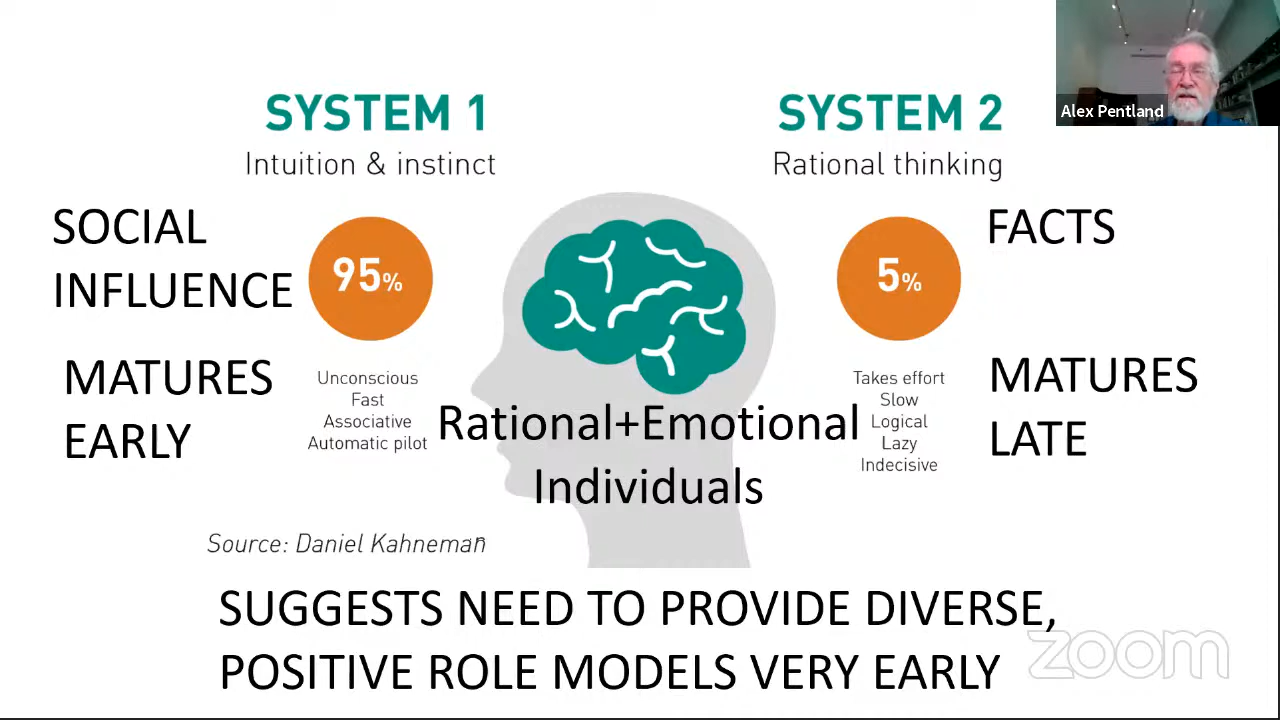 Alex Pentland
SYSTEM 1
Intuition & instinct
SOCIAL
INFLUENCE
95%
MATURES
EARLY
Unconscious
Fast
Associative
Automatic pilot
SYSTEM 2
Rational thinking
5%
FACTS
Takes effort
Slow
Logical
Lazy
Indecisive
MATURES
LATE
Rational+Emotional
Individuals
Source: Daniel Kahneman
SUGGESTS NEED TO PROVIDE DIVERSE,
POSITIVE ROLE MODELS VERY EARLY
zoom